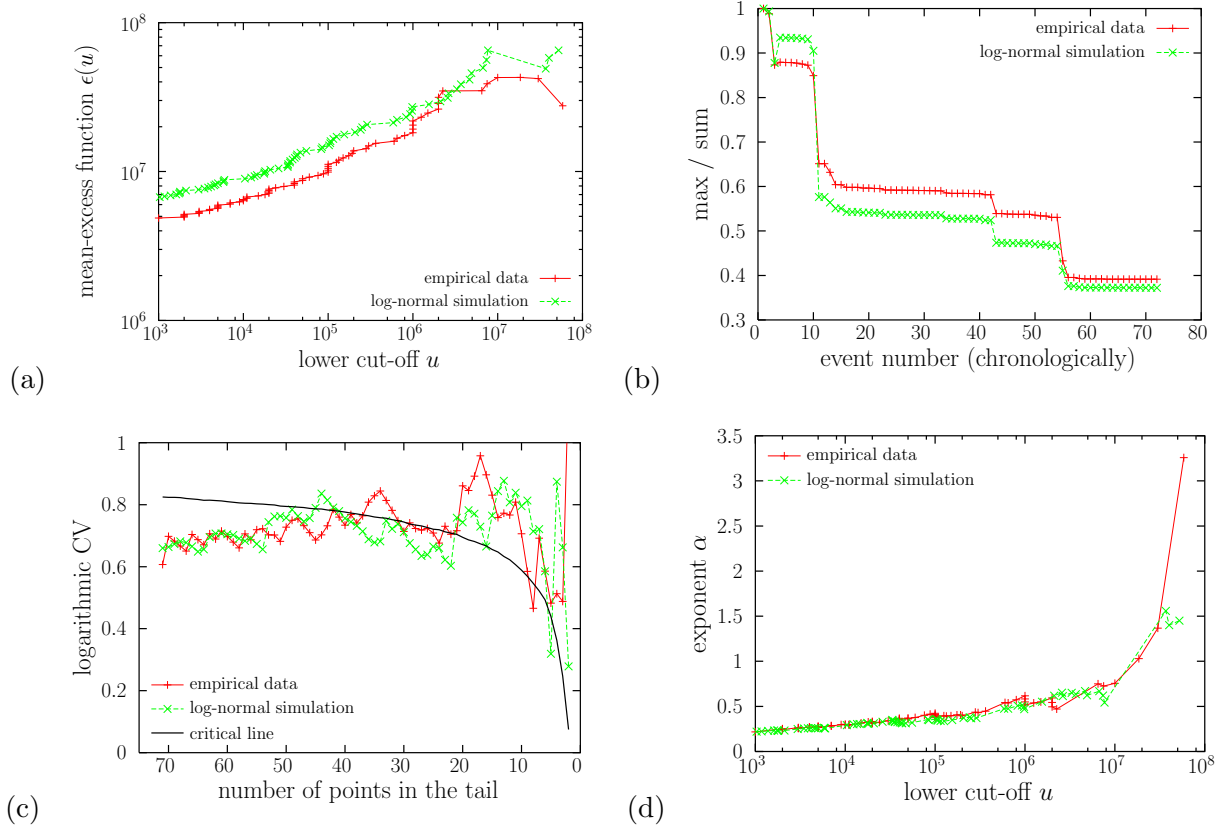 10^8
10^7
10^6
mean-excess function ϵ(u)
empirical data
log-normal simulation
10^3 10^4 10^5 10^6 10^7 10^8
lower cut-off u
(a)
1
0.9
0.8
0.7
0.6
0.5
0.4
0.3
max / sum
empirical data
log-normal simulation
0 10 20 30 40 50 60 70 80
event number (chronologically)
(b)
1
0.8
0.6
0.4
0.2
0
logarithmic CV
empirical data
log-normal simulation
critical line
70 60 50 40 30 20 10 0
number of points in the tail
(c)
3.5
3
2.5
2
1.5
1
0.5
0
exponent α
empirical data
log-normal simulation
10^3 10^4 10^5 10^6 10^7 10^8
lower cut-off u
(d)